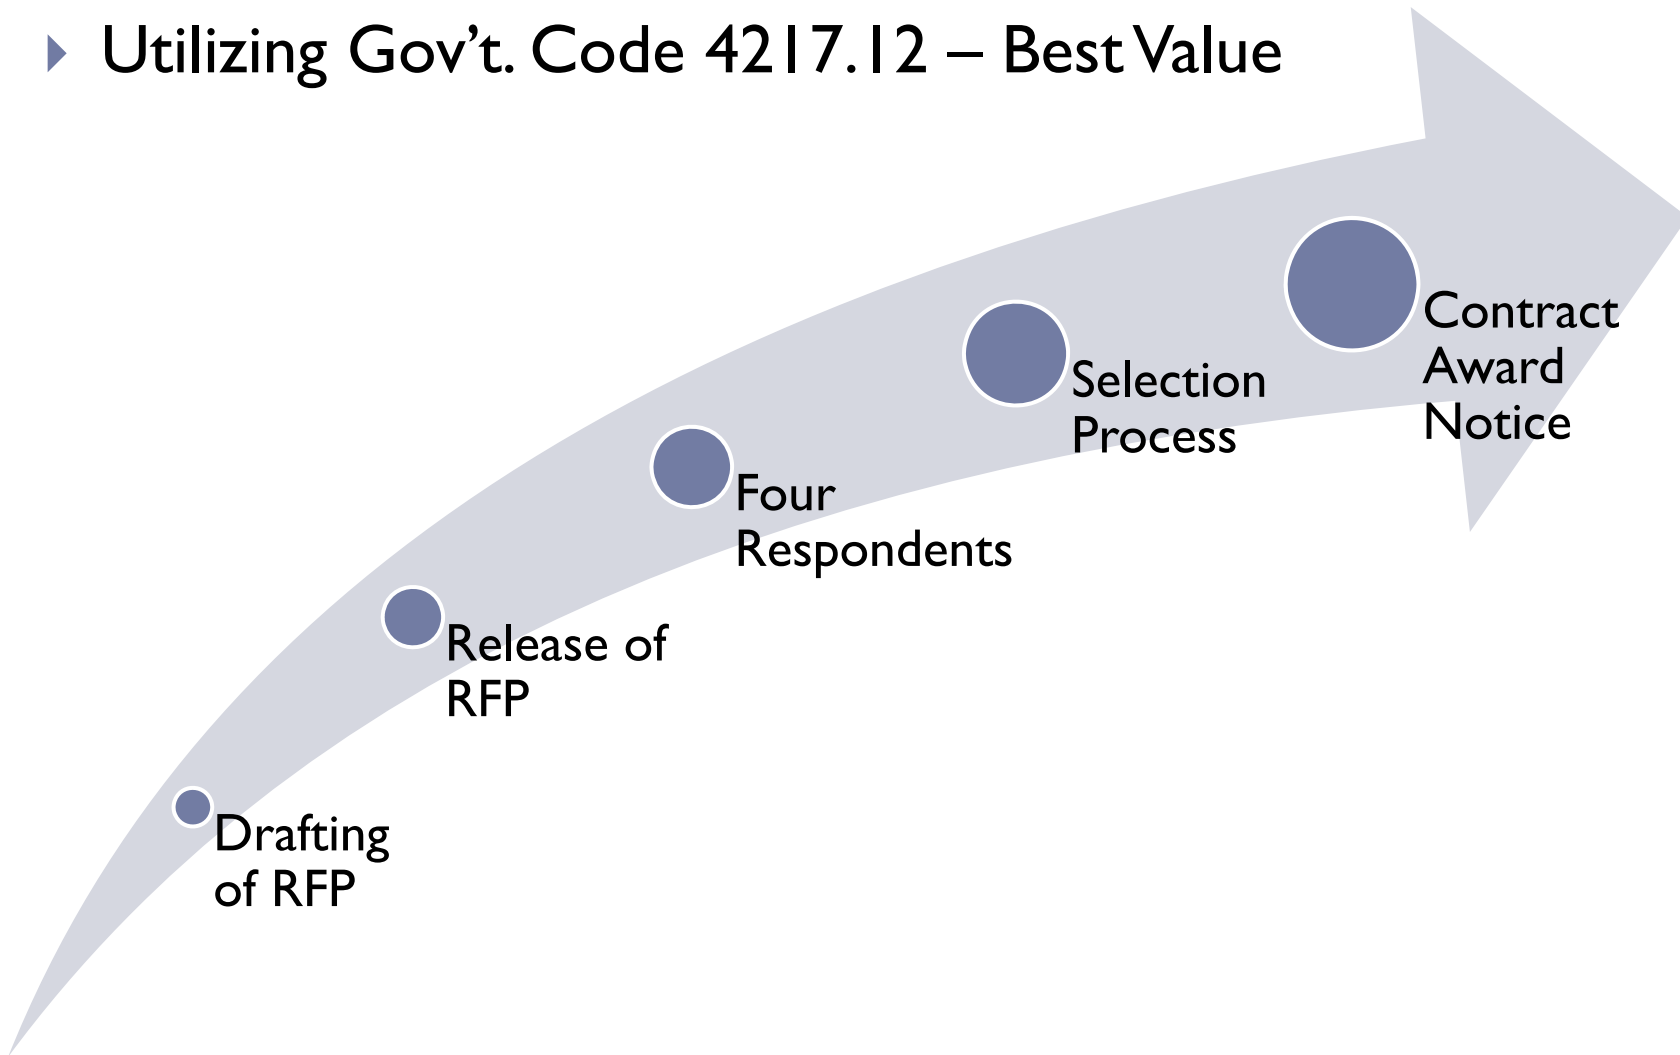 Utilizing Gov’t. Code 4217.12 – Best Value
Drafting
of RFP
Release of
RFP
Four
Respondents
Selection
Process
Contract
Award
Notice